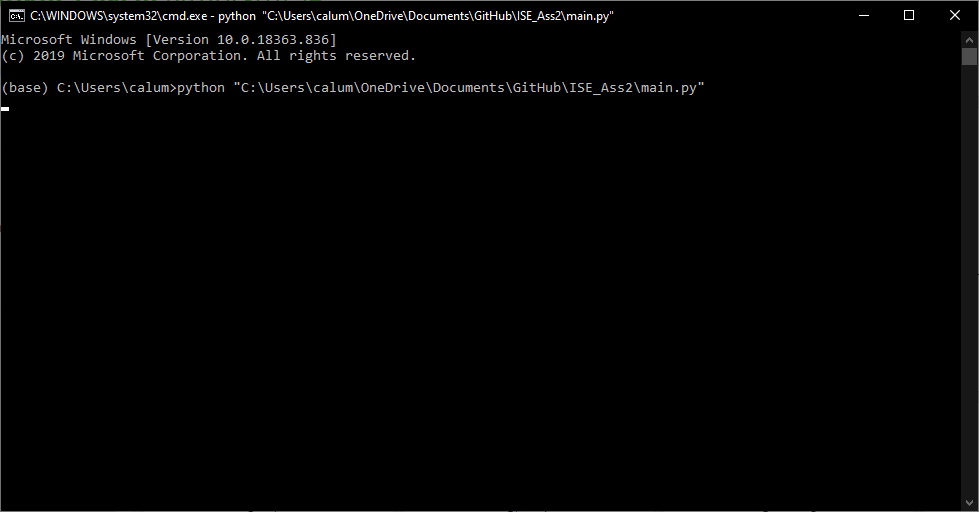 C:\WINDOWS\system32\cmd.exe - python "C:\Users\calum\OneDrive\Documents\GitHub\ISE_Ass2\main.py"
Microsoft Windows [Version 10.0.18363.836]
(c) 2019 Microsoft Corporation. All rights reserved.
(base) C:\Users\calum>python "C:\Users\calum\OneDrive\Documents\GitHub\ISE_Ass2\main.py"